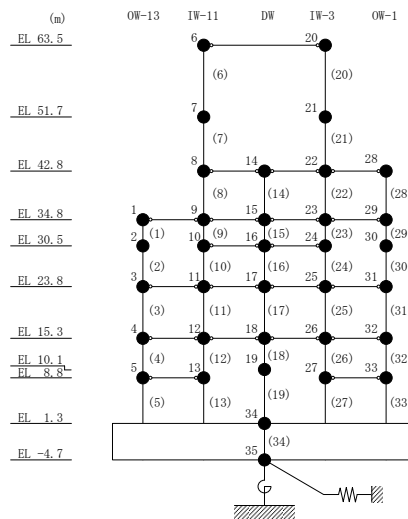 (m) OW-13 IW-11 DW IW-3 OW-1
EL 63.5 6 20
(6) (20)
EL 51.7 7 21
(7) (21)
EL 42.8 8 14 22 28
(8) (14) (22) (28
EL 34.8 1 9 15 23 29
(1) (9) (15) (23) (29
EL 30.5 2 10 16 24 30
(2) (10) (16) (24) (30
EL 23.8 3 11 17 25 31
(3) (11) (17) (25) (31)
EL 15.3 4 12 18 26 32
(4) (12) (18) (26) (32
EL 10.1 19
EL 8.8 5 13 27 33
(5) (13) (19) (27) (33
EL 1.3 34
(34)
EL -4.7 35